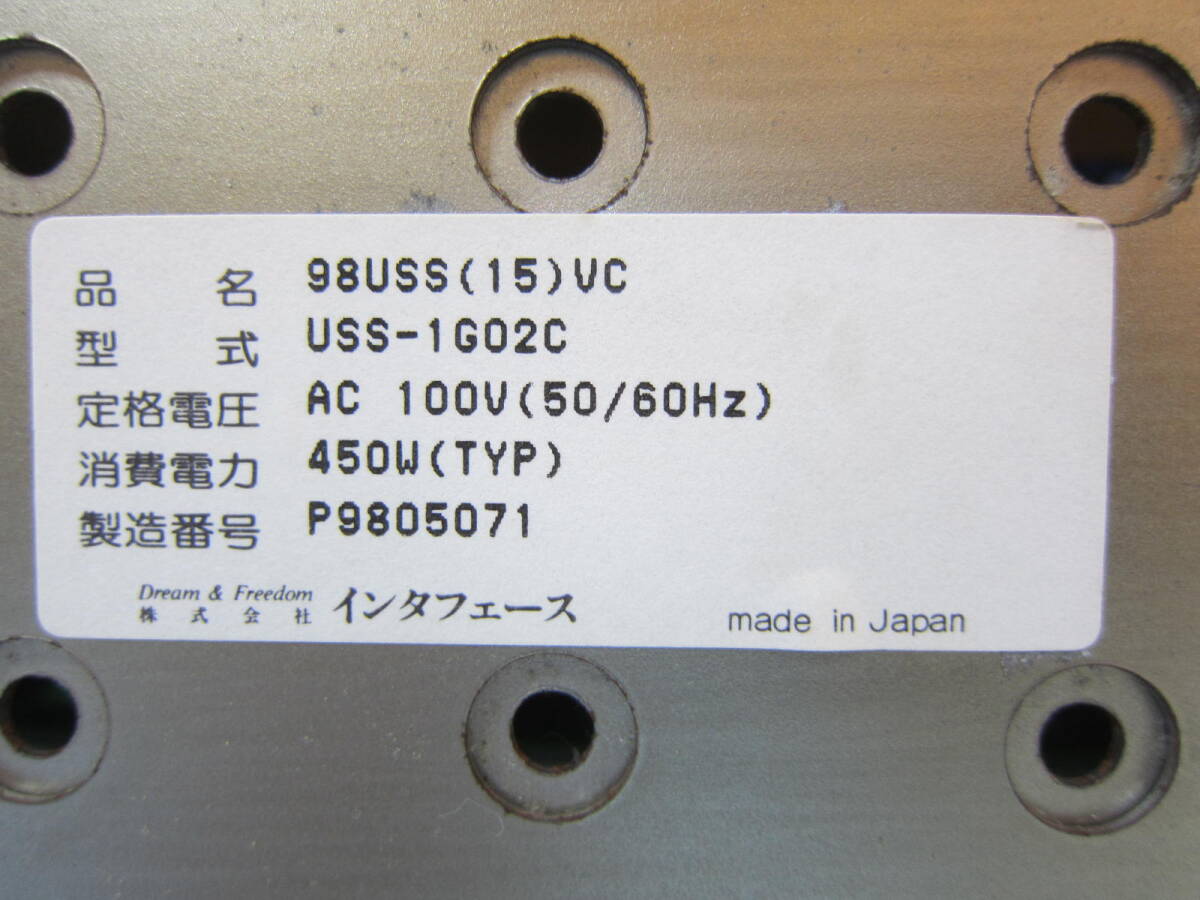 品 名 98USS(15)VC
型 式 USS-1G02C
定格電圧 AC 100V(50/60Hz)
消費電力 450W(TYP)
製造番号 P9805071
Dream & Freedom
株式会社 インタフェース made in Japan